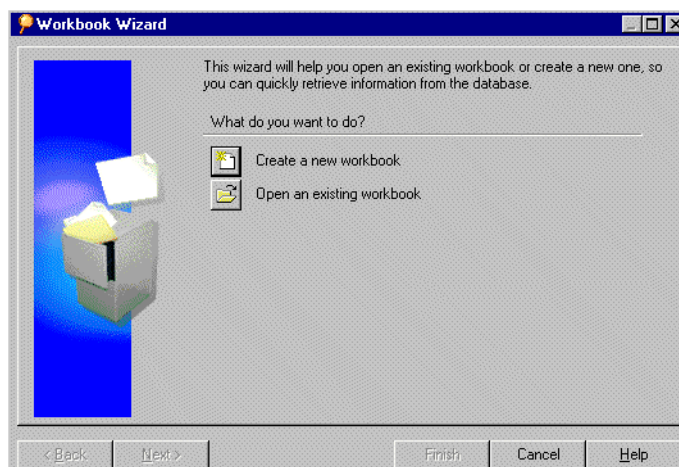 Workbook Wizard
This wizard will help you open an existing workbook or create a new one, so
you can quickly retrieve information from the database.
What do you want to do?
Create a new workbook
Open an existing workbook
< Back Next > Finish Cancel Help